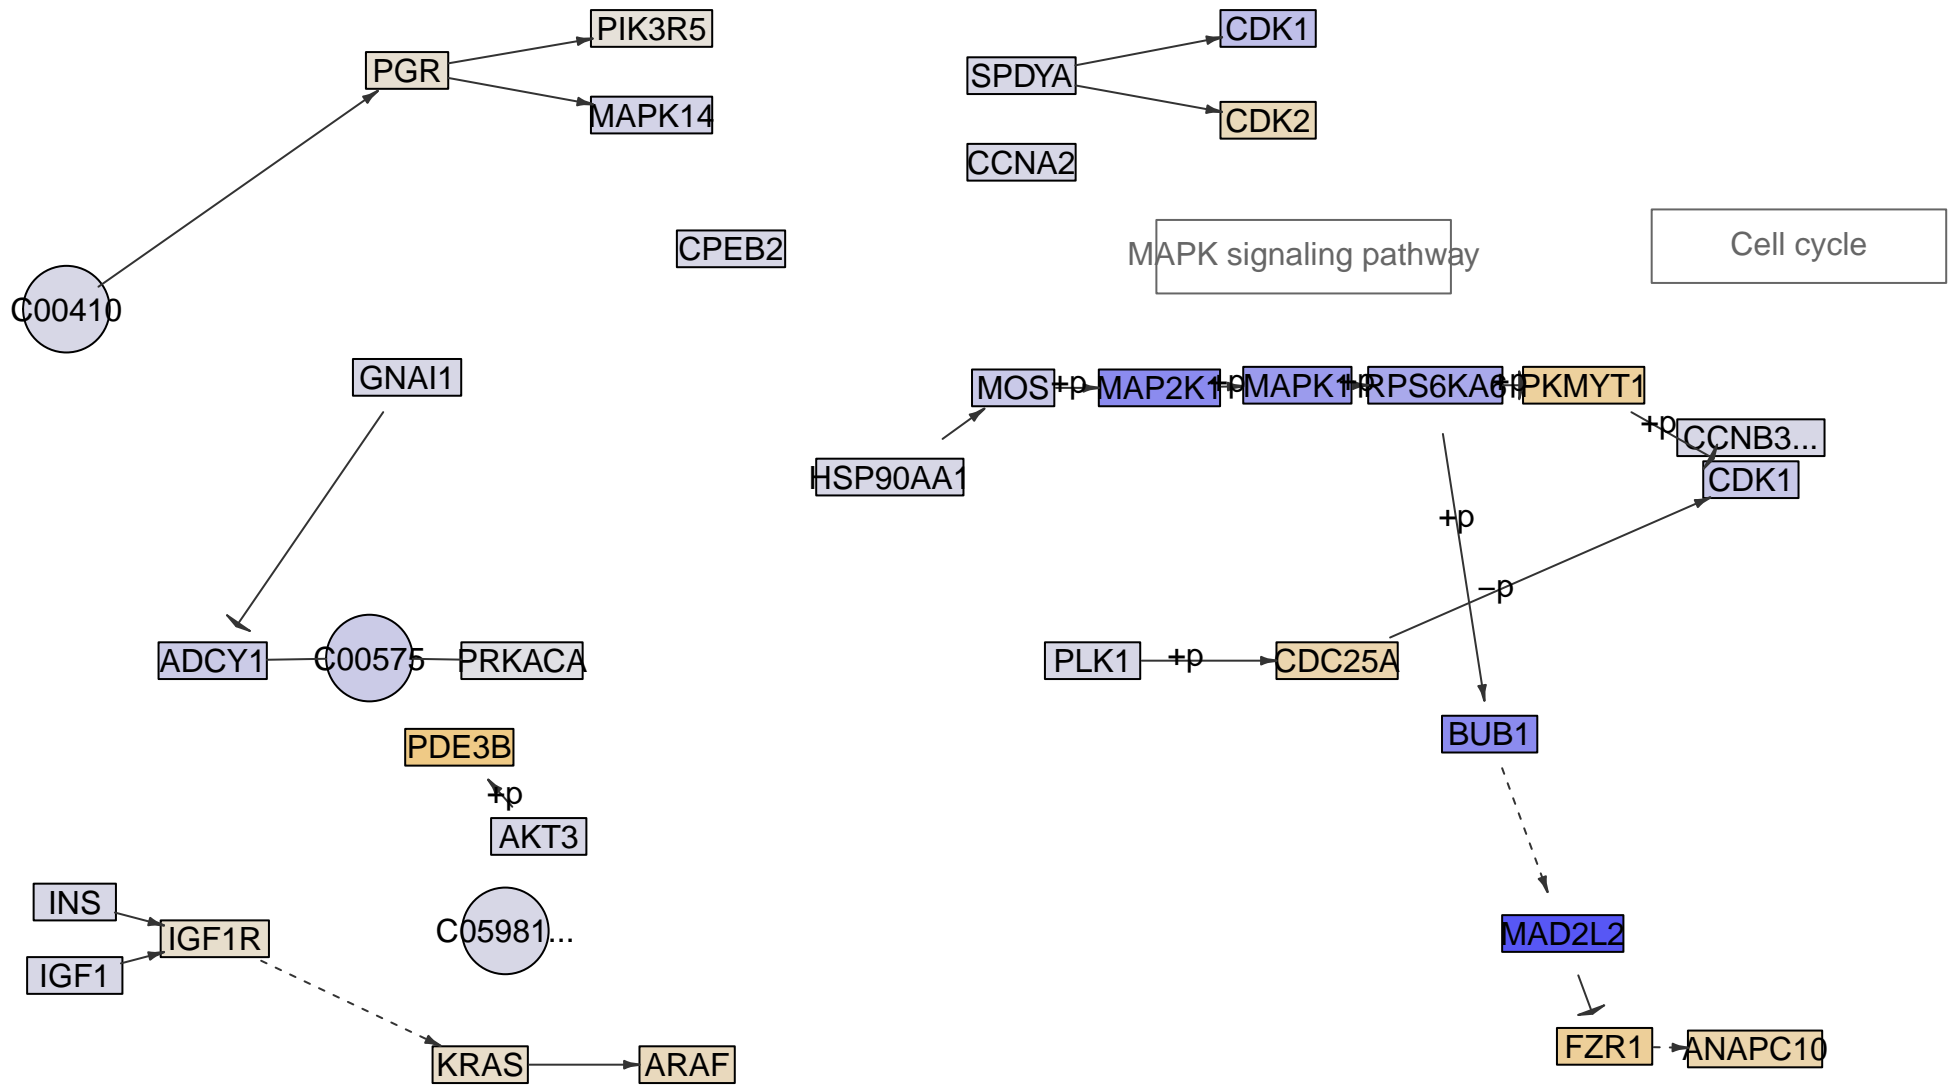 PIK3R5
CDK1
PGR
SPDYA
MAPK14
CDK2
CCNA2
CPEB2
MAPK signaling pathway
Cell cycle
C00410
GNAI1
MOS
+p
MAP2K1
+p
MAPK1
+p
RPS6KA6
+p
PKMYT1
+p
CCNB3...
HSP90AA1
CDK1
+p
–p
ADCY1
C00575
PRKACA
PLK1
+p
CDC25A
PDE3B
BUB1
+p
AKT3
INS
IGF1R
C05981...
MAD2L2
IGF1
KRAS
ARAF
FZR1
ANAPC10